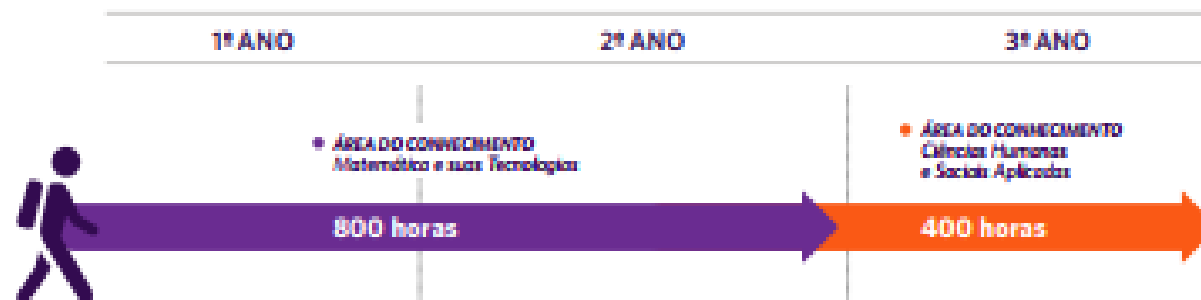 1º ANO
2º ANO
3º ANO
• ÁREA DO CONHECIMENTO
Matemática e suas Tecnologias
• ÁREA DO CONHECIMENTO
Ciências Humanas
e Sociais Aplicadas
800 horas
400 horas